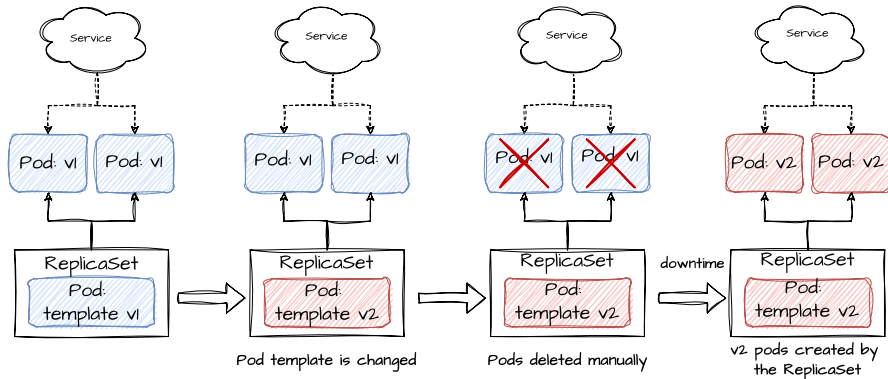 Service
Service
Service
Service
Pod: v1
Pod: v1
Pod: v1
Pod: v1
Pod: v1
Pod: v1
Pod: v2
Pod: v2
ReplicaSet
Pod:
template v1
ReplicaSet
Pod:
template v2
ReplicaSet
Pod:
template v2
downtime
ReplicaSet
Pod:
template v2
Pod template is changed
Pods deleted manually
v2 pods created by
the ReplicaSet